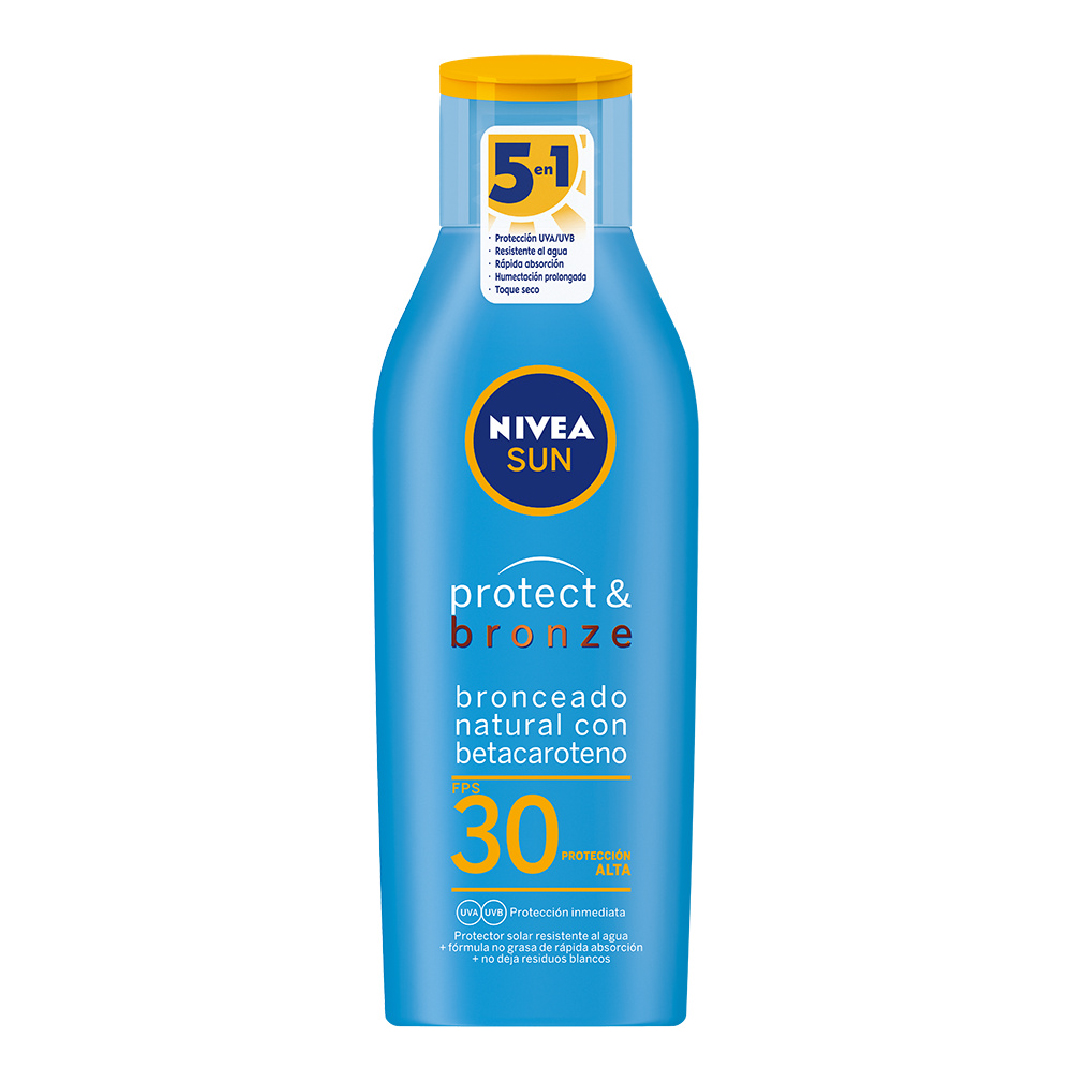 5 en 1
· Protección UVA/UVB
· Resistente al agua
· Rápida absorción
· Humectación prolongada
· Toque seco
NIVEA
SUN
protect &
bronze
bronceado
natural con
betacaroteno
FPS
30 PROTECCIÓN
ALTA
UVA UVB Protección inmediata
Protector solar resistente al agua
+ fórmula no grasa de rápida absorción
+ no deja residuos blancos